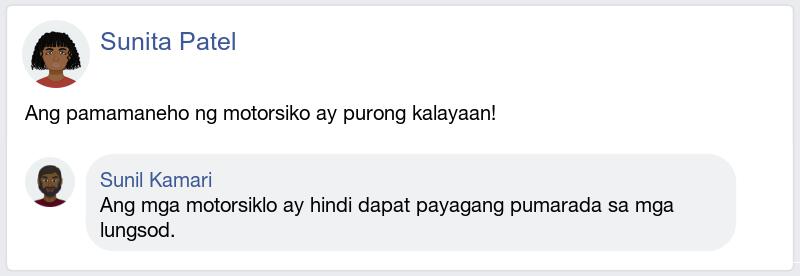 Sunita Patel
Ang pamamaneho ng motorsiko ay purong kalayaan!
Sunil Kamari
Ang mga motorsiklo ay hindi dapat payagang pumarada sa mga
lungsod.